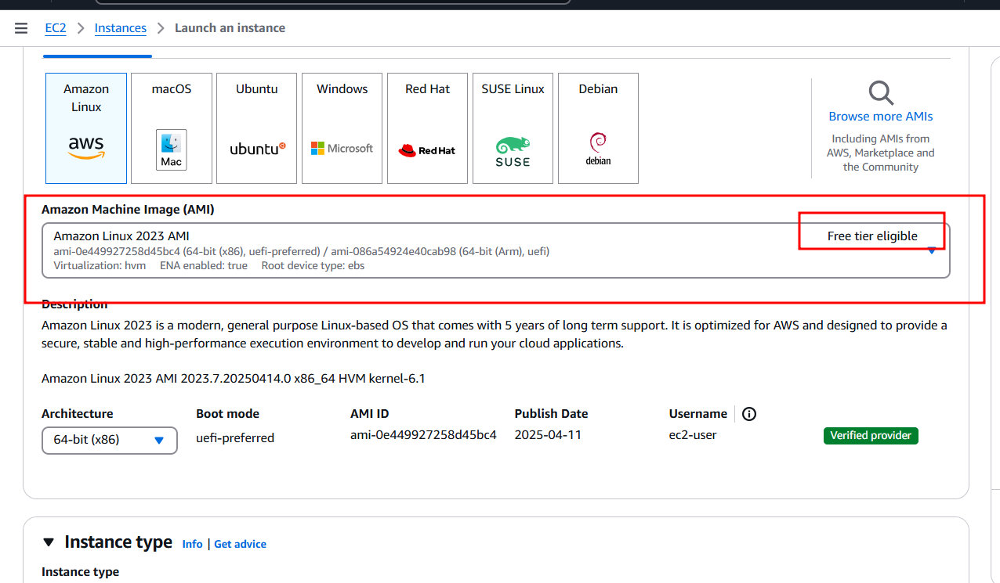 EC2 > Instances > Launch an instance
Amazon Linux
aws
macOS
Mac
Ubuntu
ubuntu
Windows
Microsoft
Red Hat
Red Hat
SUSE Linux
SUSE
Debian
debian
Browse more AMIs
Including AMIs from
AWS, Marketplace and
the Community
Amazon Machine Image (AMI)
Amazon Linux 2023 AMI
Free tier eligible
ami-0e449927258d45bc4 (64-bit (x86), uefi-preferred) / ami-086a54924e40cab98 (64-bit (Arm), uefi)
Virtualization: hvm ENA enabled: true Root device type: ebs
Description
Amazon Linux 2023 is a modern, general purpose Linux-based OS that comes with 5 years of long term support. It is optimized for AWS and designed to provide a
secure, stable and high-performance execution environment to develop and run your cloud applications.
Amazon Linux 2023 AMI 2023.7.20250414.0 x86_64 HVM kernel-6.1
Architecture Boot mode AMI ID Publish Date Username
64-bit (x86) uefi-preferred ami-0e449927258d45bc4 2025-04-11 ec2-user Verified provider
Instance type Info | Get advice
Instance type